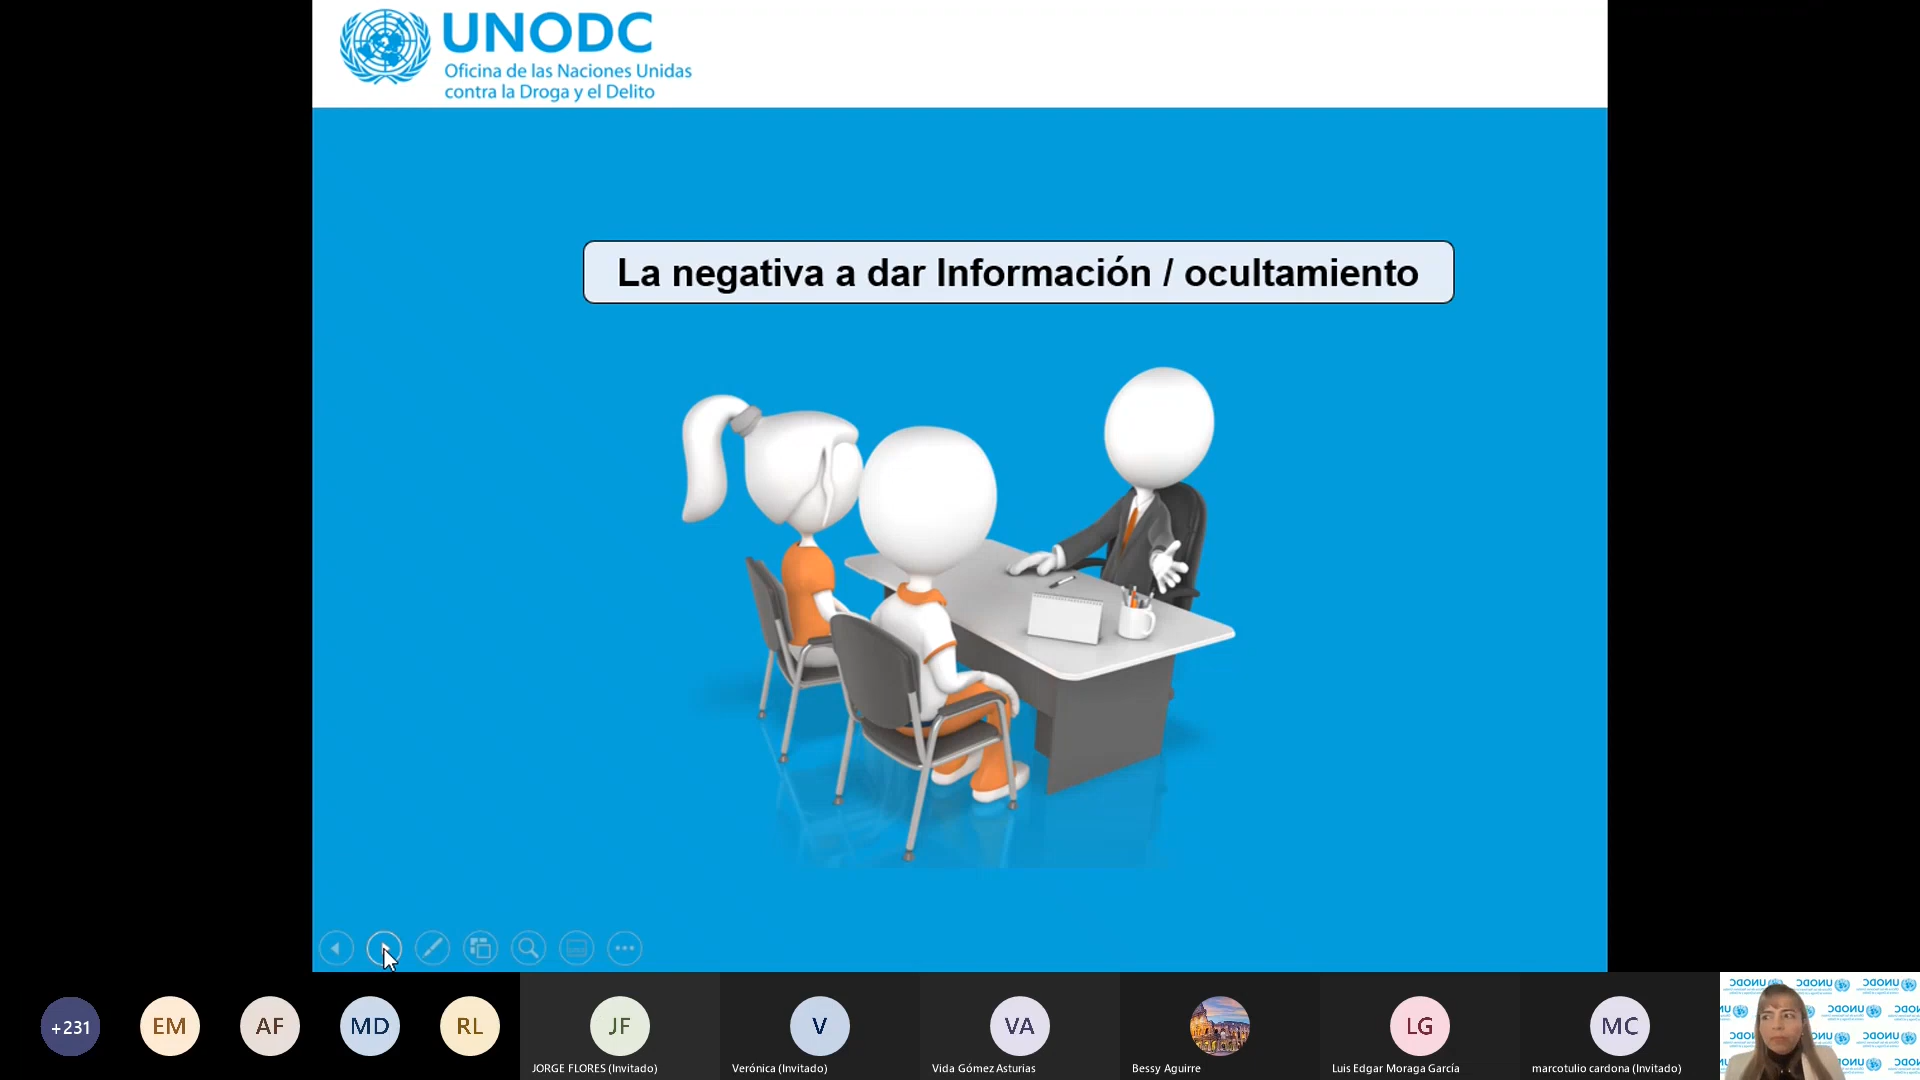 UNODC
Oficina de las Naciones Unidas
contra la Droga y el Delito
La negativa a dar Información / ocultamiento
+231
EM
AF
MD
RL
JF
V
VA
LG
MC
JORGE FLORES (Invitado)
Verónica (Invitado)
Vida Gómez Asturias
Bessy Aguirre
Luis Edgar Moraga García
marcotulio cardona (Invitado)